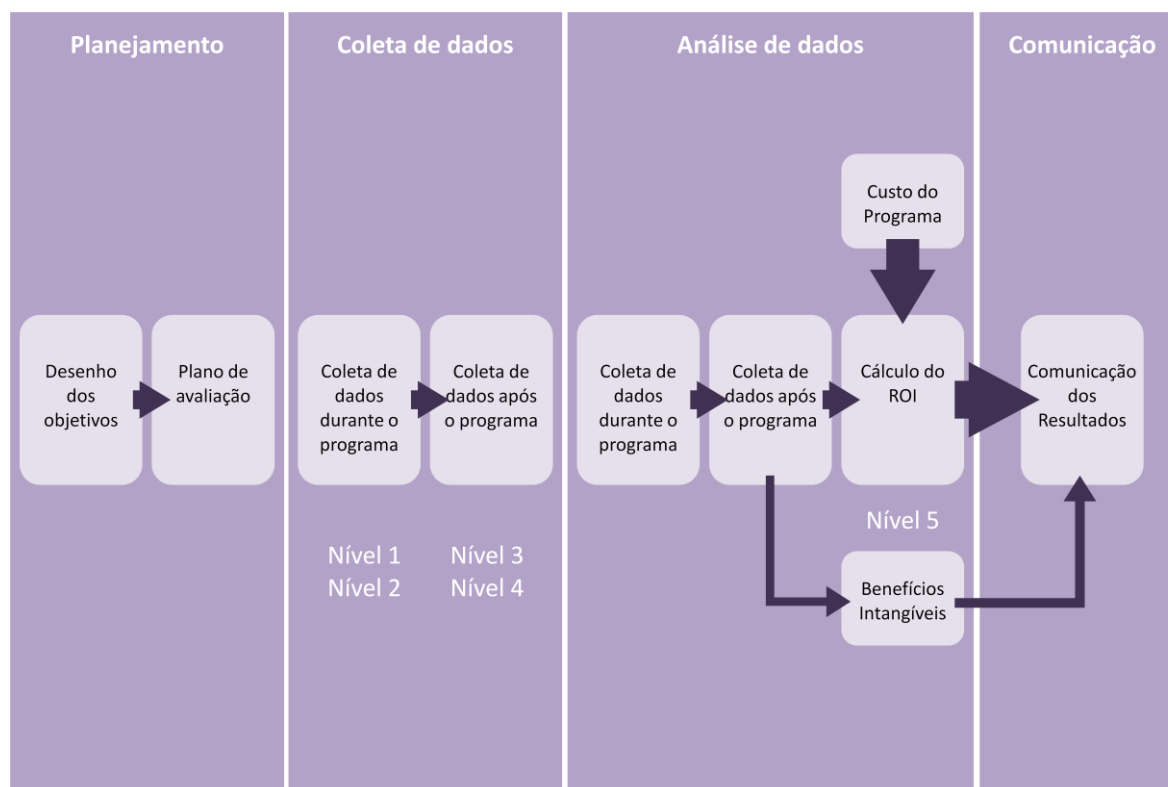 Planejamento
Coleta de dados
Análise de dados
Comunicação
Custo do
Programa
Desenho
dos
objetivos
Plano de
avaliação
Coleta de
dados
durante o
programa
Coleta de
dados após
o programa
Coleta de
dados
durante o
programa
Coleta de
dados após
o programa
Cálculo do
ROI
Comunicação
dos
Resultados
Nível 1
Nível 2
Nível 3
Nível 4
Nível 5
Benefícios
Intangíveis